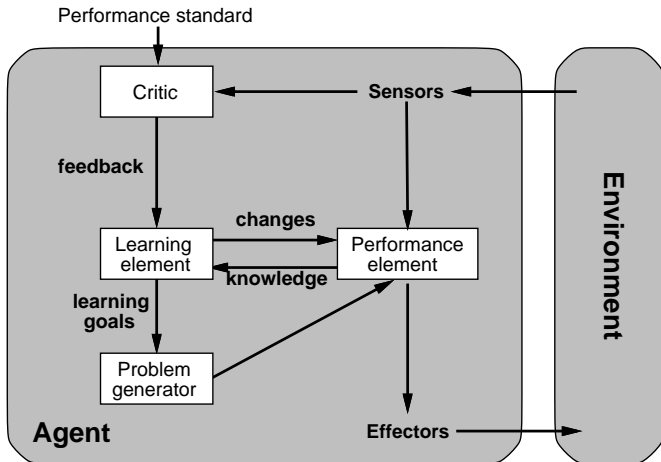 Performance standard
Critic
Sensors
feedback
changes
Learning
element
Performance
element
knowledge
learning
goals
Problem
generator
Agent
Effectors
Environment